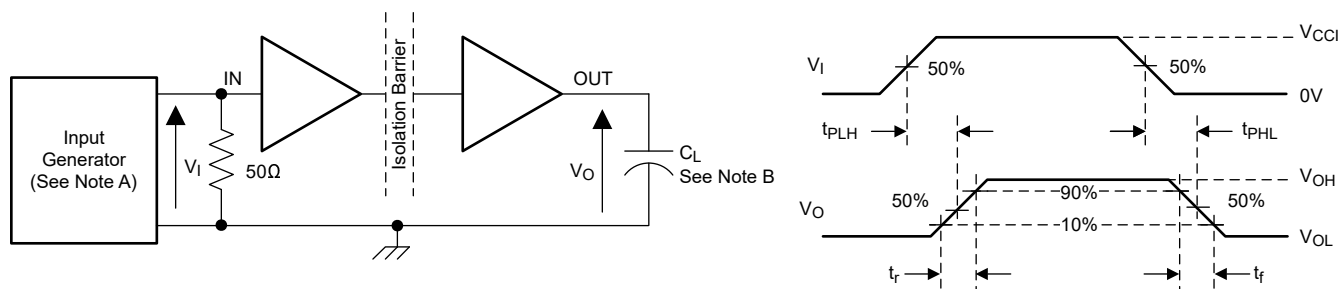 Input
Generator
(See Note A)
IN
V_I
50Ω
Isolation Barrier
OUT
V_O
C_L
See Note B
V_I
50%
50%
V_CCI
0V
t_PLH
t_PHL
V_O
50%
90%
10%
50%
V_OH
V_OL
t_r
t_f